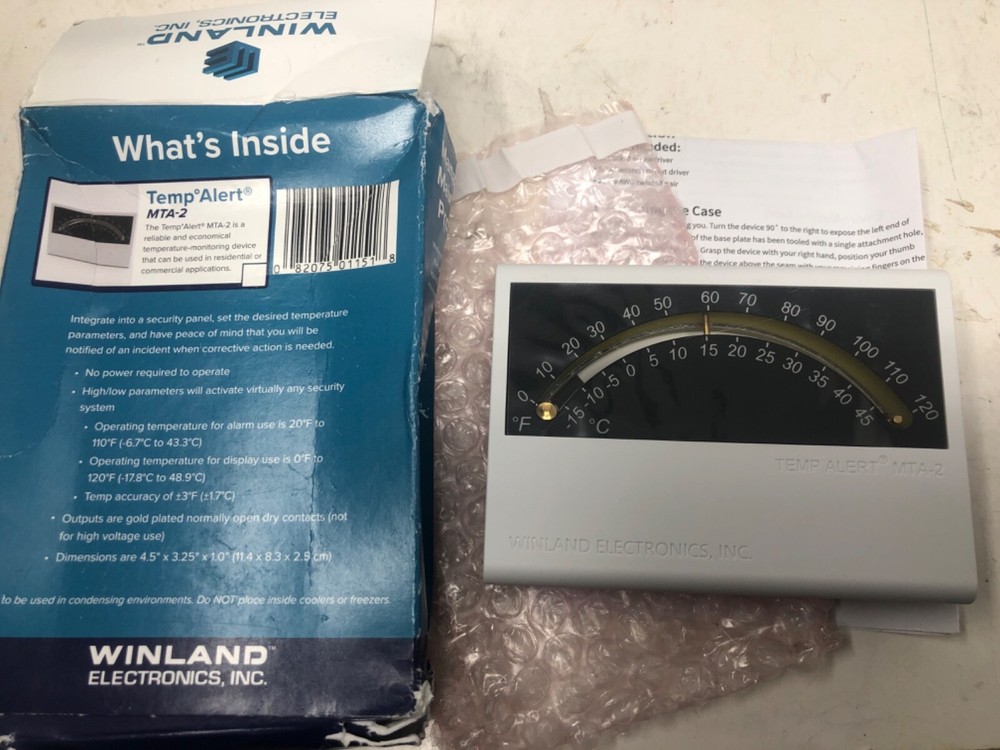 WINLAND™
ELECTRONICS, INC.
What's Inside
Temp°Alert®
MTA-2
The Temp°Alert® MTA-2 is a
reliable and economical
temperature-monitoring device
that can be used in residential or
commercial applications.
0 82075 01151 8
Integrate into a security panel, set the desired temperature
parameters, and have peace of mind that you will be
notified of an incident when corrective action is needed.
• No power required to operate
• High/low parameters will activate virtually any security
system
• Operating temperature for alarm use is 20°F to
110°F (-6.7°C to 43.3°C)
• Operating temperature for display use is 0°F to
120°F (-17.8°C to 48.9°C)
• Temp accuracy of ±3°F (±1.7°C)
• Outputs are gold plated normally open dry contacts (not
for high voltage use)
• Dimensions are 4.5" x 3.25" x 1.0" (11.4 x 8.3 x 2.5 cm)
to be used in condensing environments. Do NOT place inside coolers or freezers.
WINLAND™
ELECTRONICS, INC.
ded:
driver
driver
air
e Case
you. Turn the device 90° to the right to expose the left end of
of the base plate has been tooled with a single attachment hole,
Grasp the device with your right hand, position your thumb
the device above the seam with your fingers on the
0 10 20 30 40 50 60 70 80 90 100 110 120
°F
-15 -10 -5 0 5 10 15 20 25 30 35 40 45
°C
TEMP ALERT® MTA-2
WINLAND ELECTRONICS, INC.